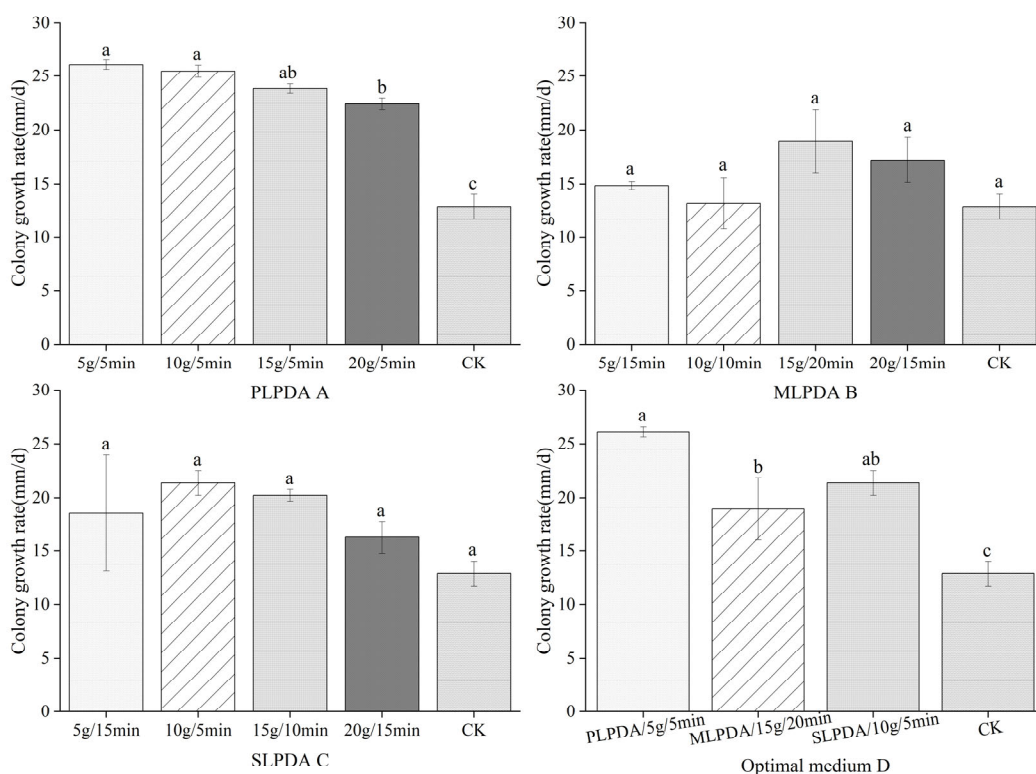 30
25
20
15
10
5
0
Colony growth rate(mm/d)
a
a
ab
b
c
5g/5min 10g/5min 15g/5min 20g/5min CK
PLPDA A
30
25
20
15
10
5
0
Colony growth rate(mm/d)
a
a
a
a
a
5g/15min 10g/10min 15g/20min 20g/15min CK
MLPDA B
30
25
20
15
10
5
0
Colony growth rate(mm/d)
a
a
a
a
a
5g/15min 10g/5min 15g/10min 20g/15min CK
SLPDA C
30
25
20
15
10
5
0
Colony growth rate(mm/d)
a
b
ab
c
PLPDA/5g/5min MLPDA/15g/20min SLPDA/10g/5min CK
Optimal medium D